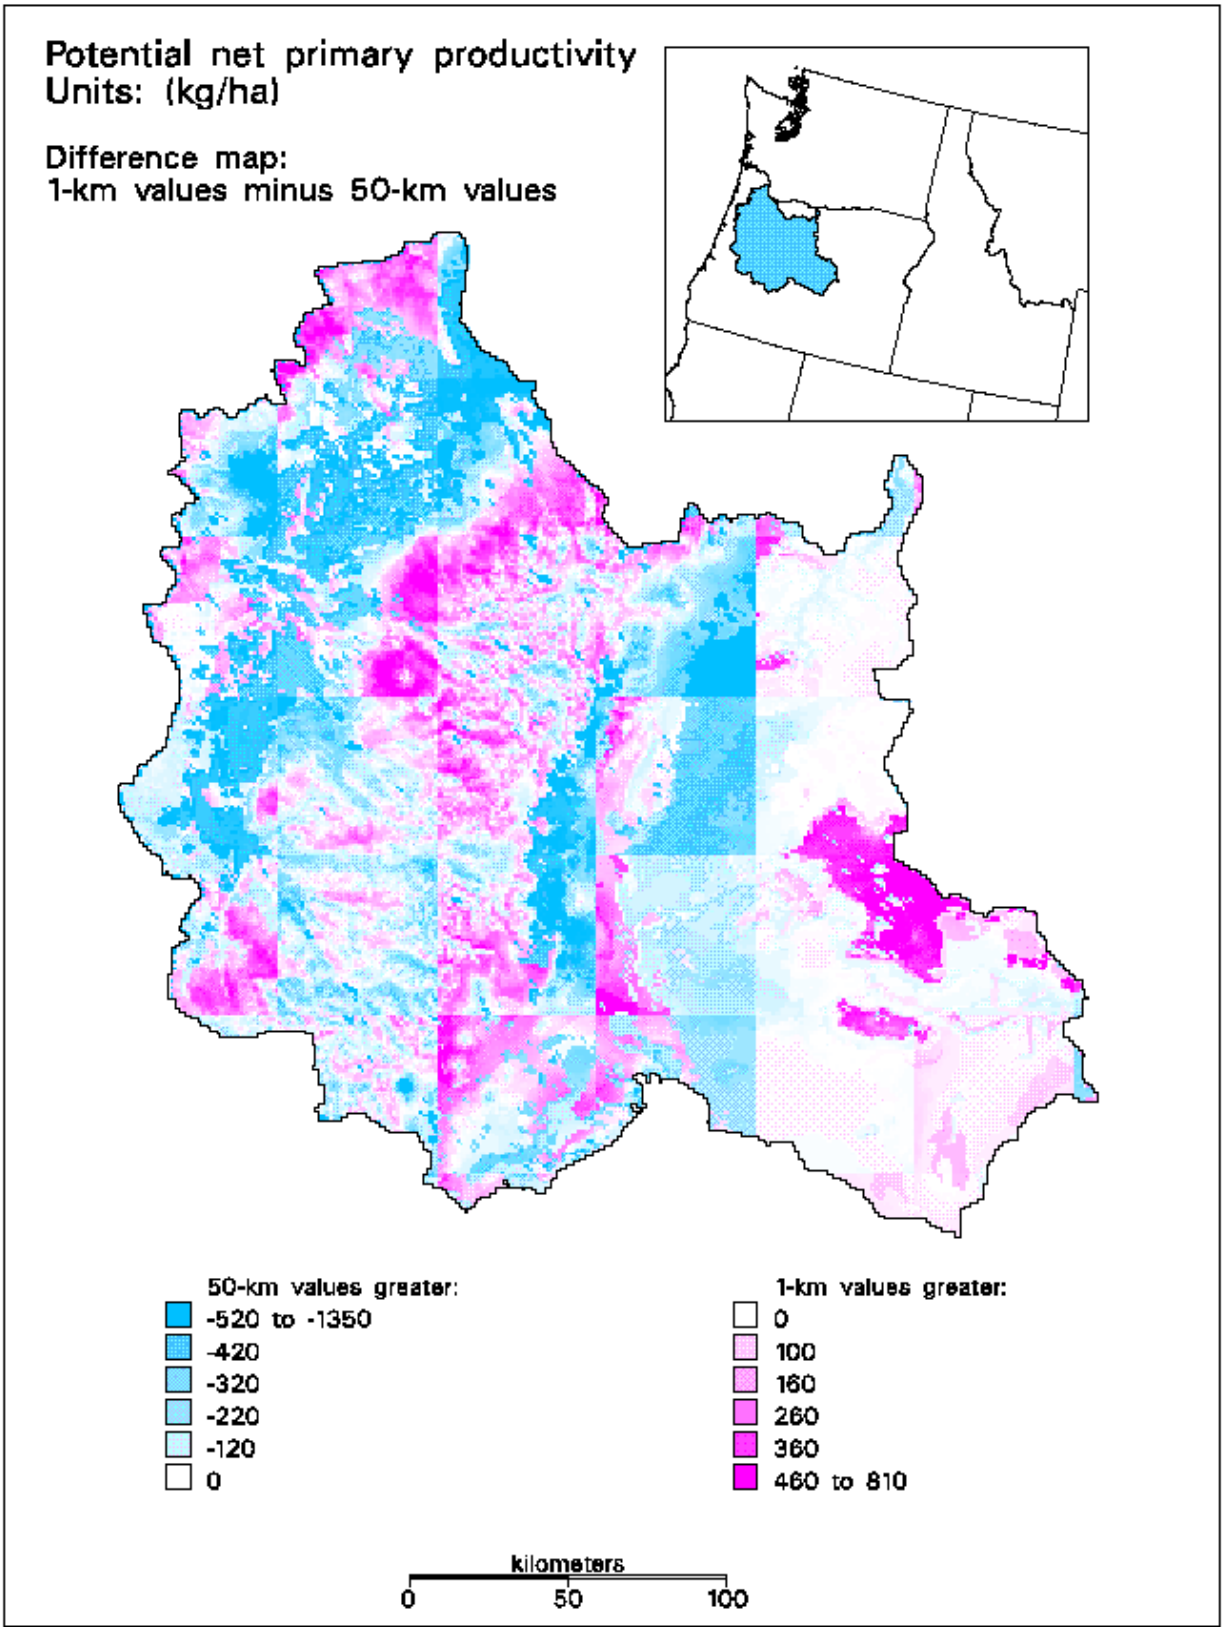 Potential net primary productivity
Units: (kg/ha)
Difference map:
1-km values minus 50-km values
50-km values greater:
-520 to -1350
-420
-320
-220
-120
0
1-km values greater:
0
100
160
260
360
460 to 810
kilometers
0 50 100